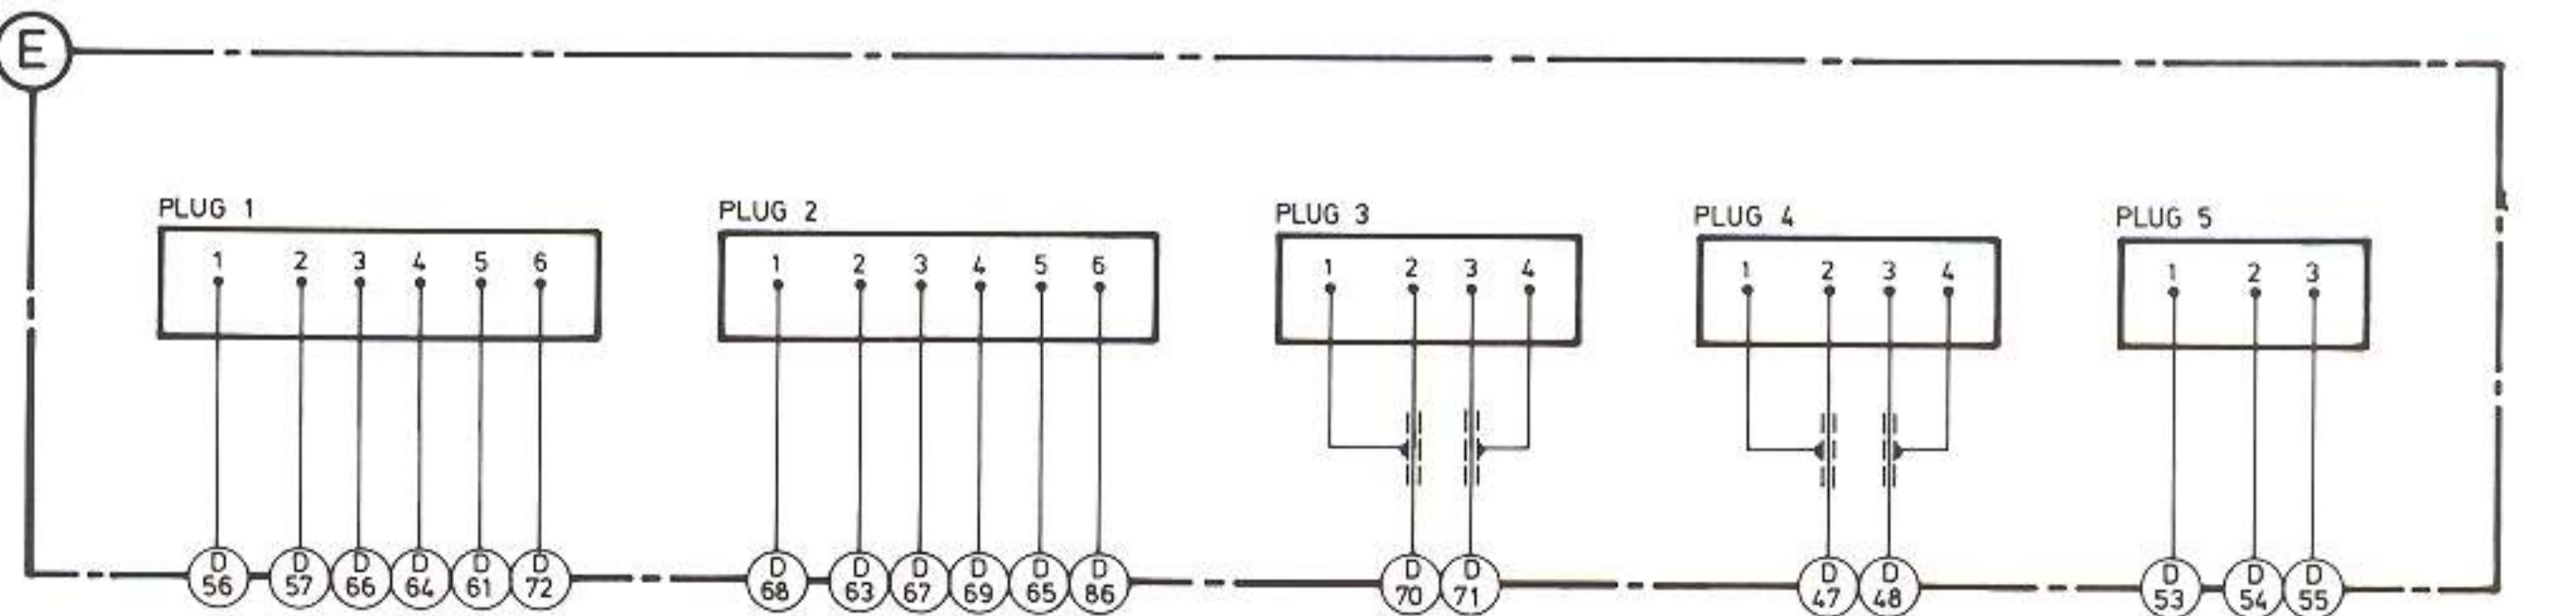 E
PLUG 1
PLUG 2
PLUG 3
PLUG 4
PLUG 5
1 2 3 4 5 6
1 2 3 4 5 6
1 2 3 4
1 2 3 4
1 2 3
D D D D D D
56 57 66 64 61 72
D D D D D D
68 63 67 69 65 86
D D
70 71
D D
47 48
D D D
53 54 55